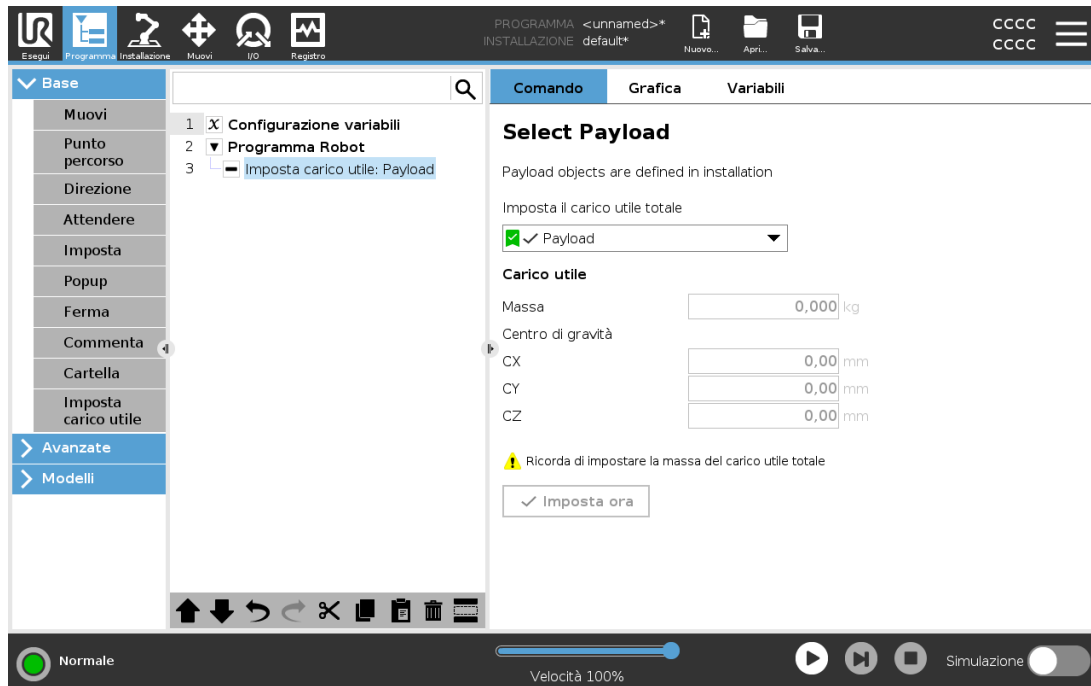 UR
Esegui
Programma
Installazione
Muovi
I/O
Registro
PROGRAMMA <unnamed>*
INSTALLAZIONE default*
Nuovo...
Apri...
Salva...
CCCC
CCCC
Base
Muovi
Punto
percorso
Direzione
Attendere
Imposta
Popup
Ferma
Commenta
Cartella
Imposta
carico utile
Avanzate
Modelli
1 X Configurazione variabili
2 Programma Robot
3 Imposta carico utile: Payload
Comando Grafica Variabili
Select Payload
Payload objects are defined in installation
Imposta il carico utile totale
Payload
Carico utile
Massa 0,000 kg
Centro di gravità
CX 0,00 mm
CY 0,00 mm
CZ 0,00 mm
Ricorda di impostare la massa del carico utile totale
Imposta ora
Normale
Velocità 100%
Simulazione